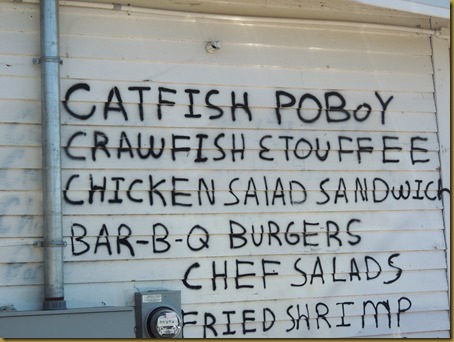 CATFISH POBOY
CRAWFISH ETOUFFEE
CHICKEN SALAD SANDWICH
BAR-B-Q BURGERS
CHEF SALADS
FRIED SHRIMP